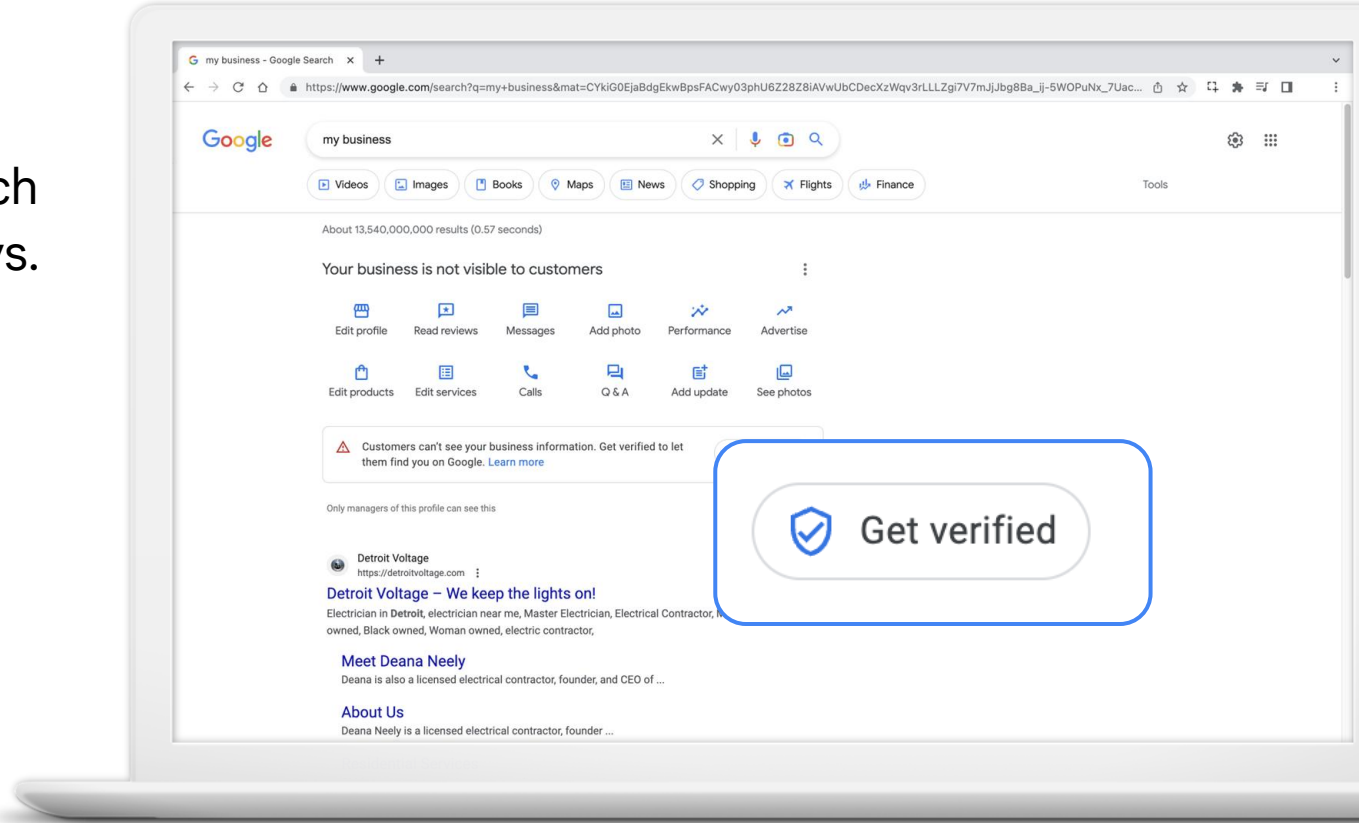 ch
s.
my business - Google Search
https://www.google.com/search?q=my+business&mat=CYkiG0EjaBdgEkwBpsFACwy03phU6Z28Z8iAVwUbCDecXzWqv3rLLLZgi7V7mJjJbg8Ba_ij-5WOPuNx_7Uac...
Google
my business
Videos Images Books Maps News Shopping Flights Finance Tools
About 13,540,000,000 results (0.57 seconds)
Your business is not visible to customers
Edit profile Read reviews Messages Add photo Performance Advertise
Edit products Edit services Calls Q & A Add update See photos
Customers can't see your business information. Get verified to let
them find you on Google. Learn more
Get verified
Only managers of this profile can see this
Detroit Voltage
https://detroitvoltage.com
Detroit Voltage – We keep the lights on!
Electrician in Detroit, electrician near me, Master Electrician, Electrical Contractor,
owned, Black owned, Woman owned, electric contractor,
Meet Deana Neely
Deana is also a licensed electrical contractor, founder, and CEO of ...
About Us
Deana Neely is a licensed electrical contractor, founder ...